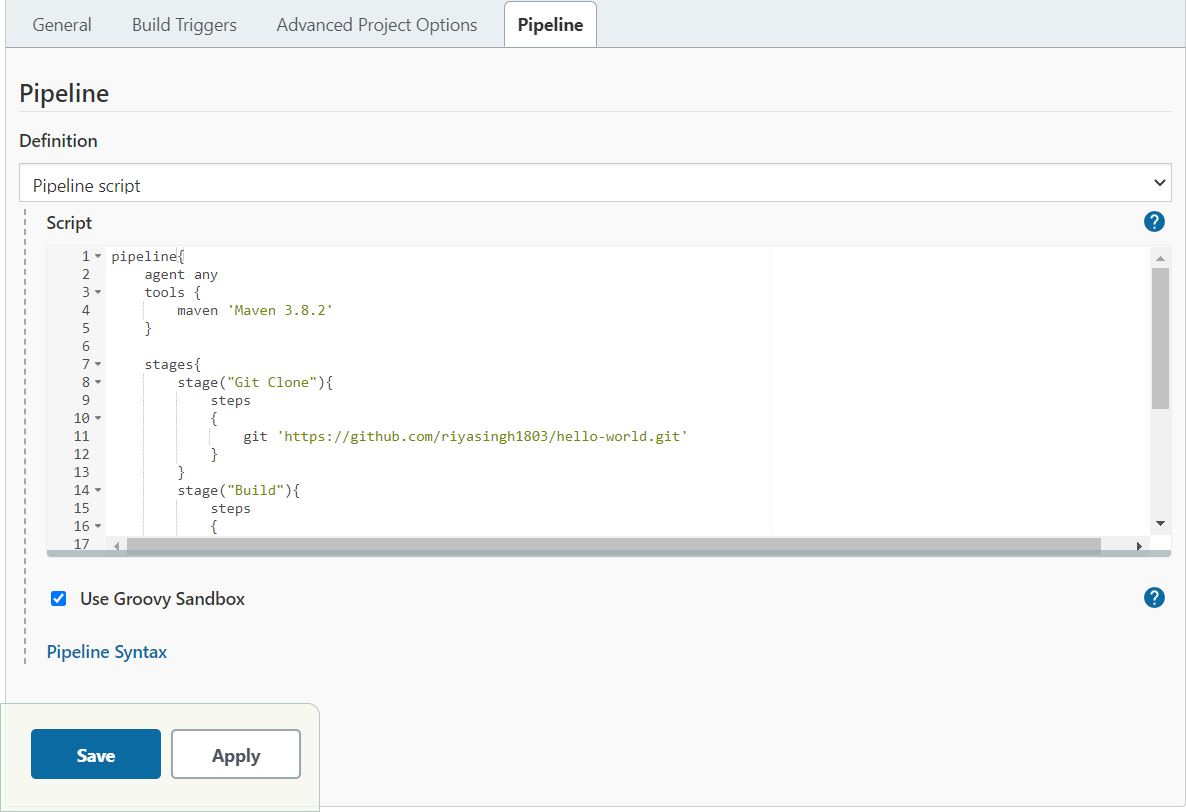 General Build Triggers Advanced Project Options Pipeline
Pipeline
Definition
Pipeline script
Script ?
1 pipeline{
2     agent any
3     tools {
4         maven 'Maven 3.8.2'
5     }
6
7     stages{
8         stage("Git Clone"){
9             steps
10             {
11                 git 'https://github.com/riyasingh1803/hello-world.git'
12             }
13         }
14         stage("Build"){
15             steps
16             {
17
Use Groovy Sandbox ?
Pipeline Syntax
Save Apply